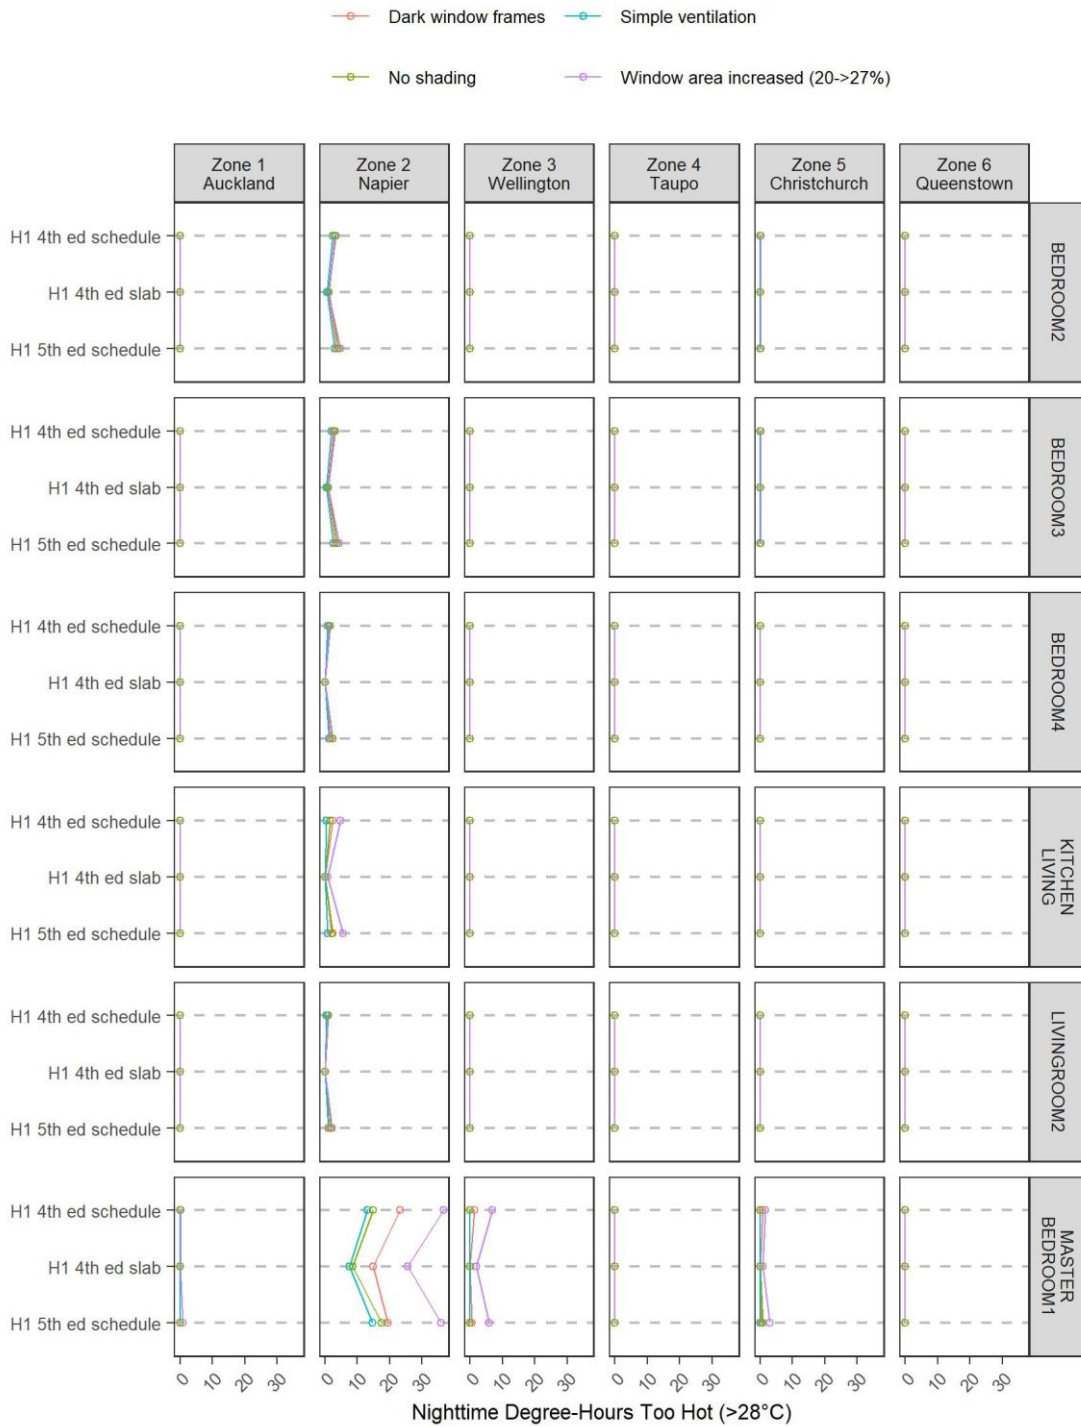 Dark window frames
Simple ventilation
No shading
Window area increased (20->27%)
Zone 1
Auckland
Zone 2
Napier
Zone 3
Wellington
Zone 4
Taupo
Zone 5
Christchurch
Zone 6
Queenstown
H1 4th ed schedule
H1 4th ed slab
H1 5th ed schedule
BEDROOM2
H1 4th ed schedule
H1 4th ed slab
H1 5th ed schedule
BEDROOM3
H1 4th ed schedule
H1 4th ed slab
H1 5th ed schedule
BEDROOM4
H1 4th ed schedule
H1 4th ed slab
H1 5th ed schedule
KITCHEN
LIVING
H1 4th ed schedule
H1 4th ed slab
H1 5th ed schedule
LIVINGROOM2
H1 4th ed schedule
H1 4th ed slab
H1 5th ed schedule
MASTER
BEDROOM1
0 10 20 30 0 10 20 30 0 10 20 30 0 10 20 30 0 10 20 30 0 10 20 30
Nighttime Degree-Hours Too Hot (>28°C)